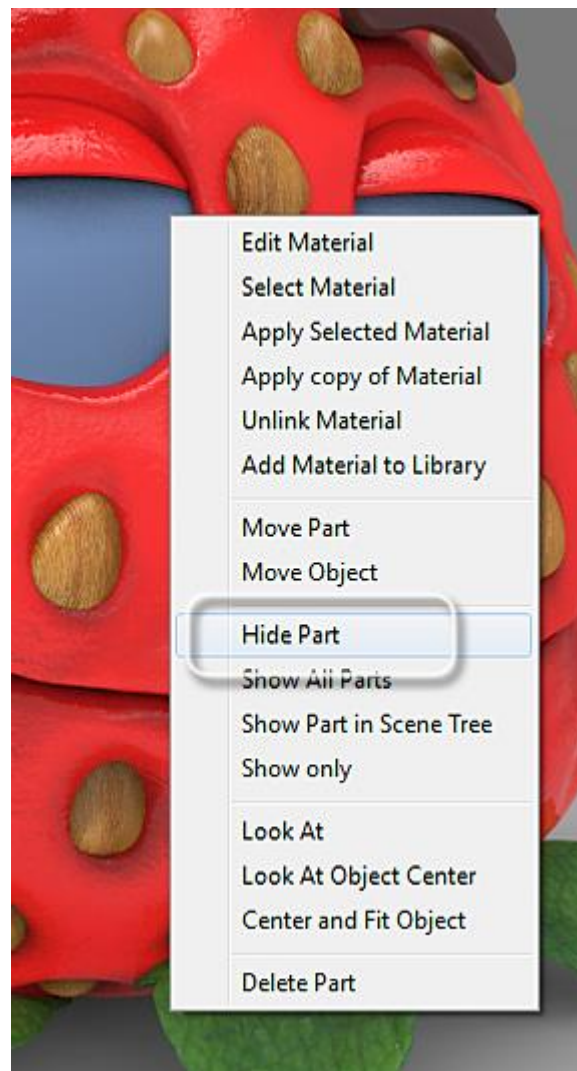 Edit Material
Select Material
Apply Selected Material
Apply copy of Material
Unlink Material
Add Material to Library
Move Part
Move Object
Hide Part
Show All Parts
Show Part in Scene Tree
Show only
Look At
Look At Object Center
Center and Fit Object
Delete Part